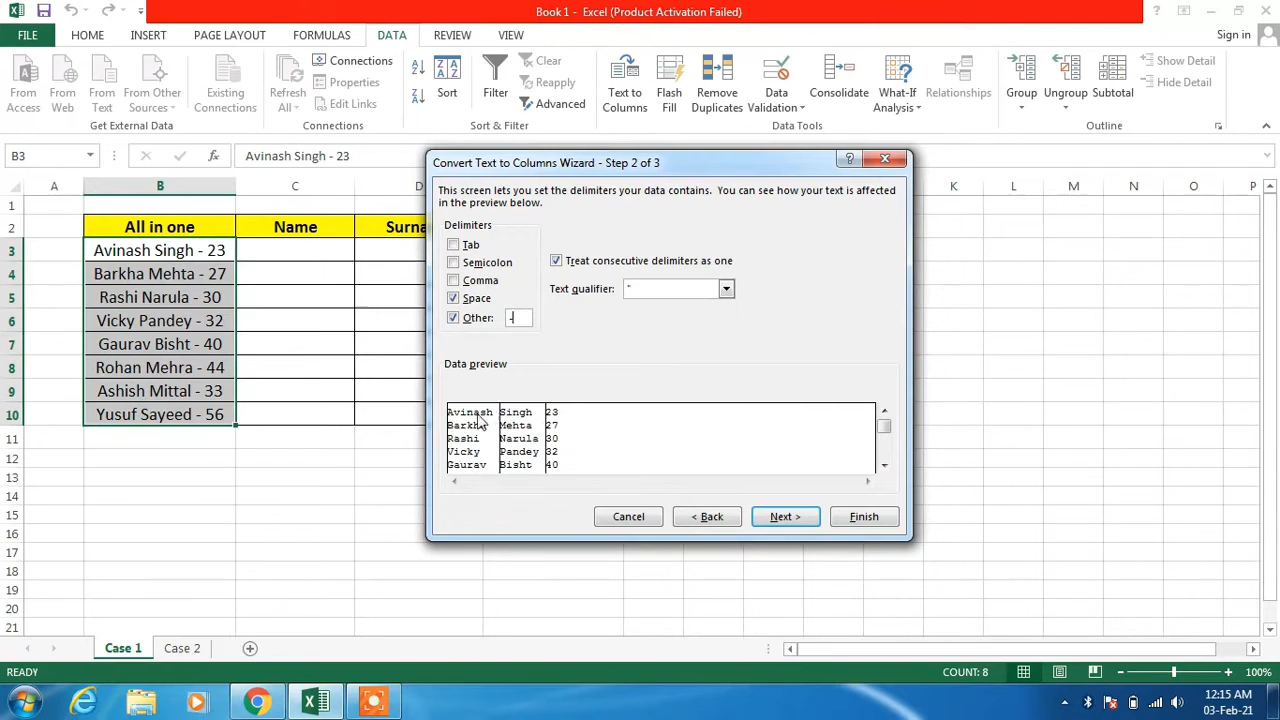 Book 1 - Excel (Product Activation Failed)
FILE HOME INSERT PAGE LAYOUT FORMULAS DATA REVIEW VIEW Sign in
From Access
From Web
From Text
From Other Sources
Existing Connections
Get External Data
Refresh All
Connections
Properties
Edit Links
Connections
Sort
Filter
Clear
Reapply
Advanced
Sort & Filter
Text to Columns
Flash Fill
Remove Duplicates
Data Validation
Consolidate
What-If Analysis
Relationships
Data Tools
Group
Ungroup
Subtotal
Show Detail
Hide Detail
Outline
B3 fx Avinash Singh - 23
A B C D K L M N O P
1
2 All in one Name Surna
3 Avinash Singh - 23
4 Barkha Mehta - 27
5 Rashi Narula - 30
6 Vicky Pandey - 32
7 Gaurav Bisht - 40
8 Rohan Mehra - 44
9 Ashish Mittal - 33
10 Yusuf Sayeed - 56
11
12
13
14
15
16
17
18
19
20
21
Convert Text to Columns Wizard - Step 2 of 3
This screen lets you set the delimiters your data contains. You can see how your text is affected
in the preview below.
Delimiters
Tab
Semicolon
Comma
Space
Other: -
Treat consecutive delimiters as one
Text qualifier: "
Data preview
Avinash Singh 23
Barkha Mehta 27
Rashi Narula 30
Vicky Pandey 32
Gaurav Bisht 40
Cancel < Back Next > Finish
Case 1 Case 2
READY COUNT: 8 100%
12:15 AM
03-Feb-21